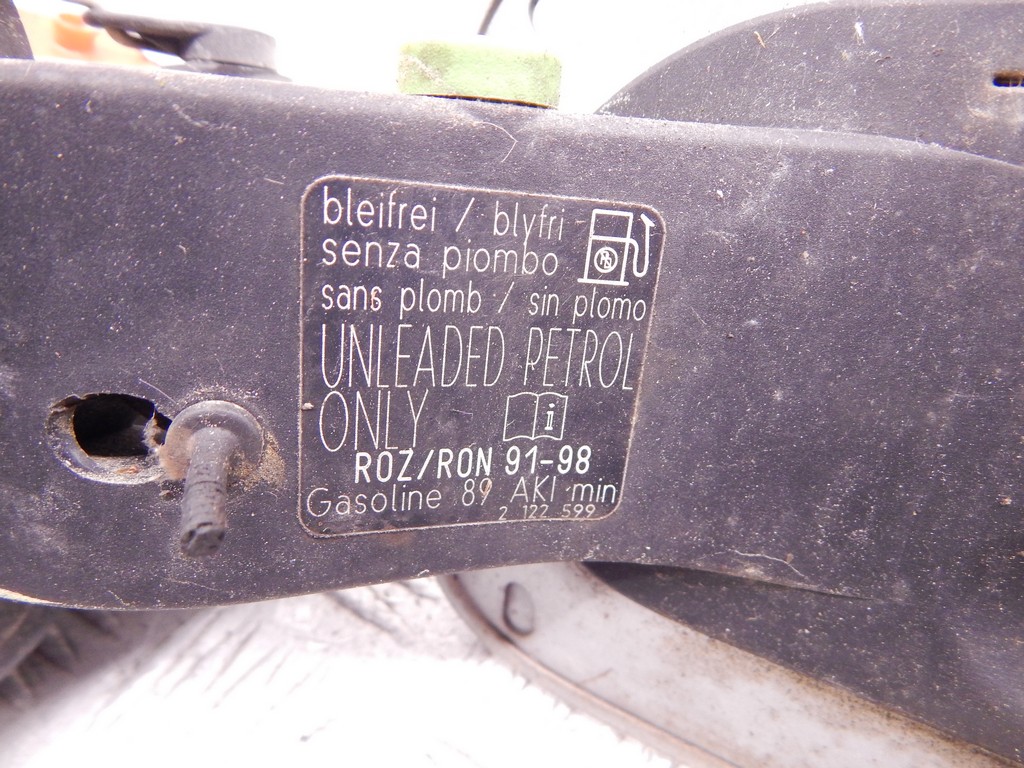 bleifrei / blyfri
senza piombo
sans plomb / sin plomo
UNLEADED PETROL
ONLY
ROZ/RON 91-98
Gasoline 89 AKI min
2 122 599